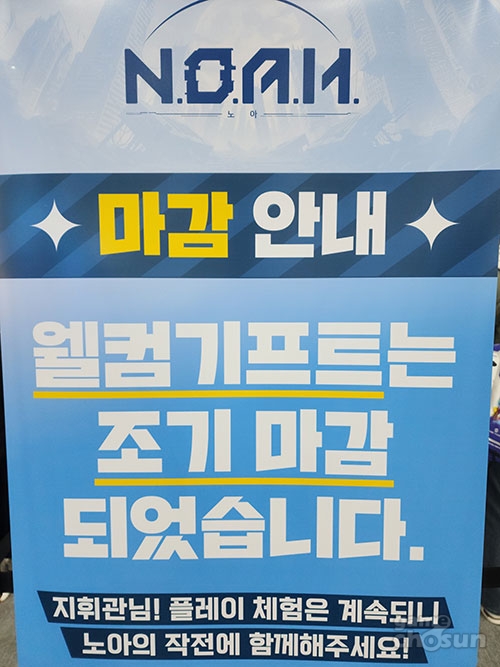 N.O.A.H.
노아
마감 안내
웰컴기프트는
조기 마감
되었습니다.
지휘관님! 플레이 체험은 계속되니
노아의 작전에 함께해주세요!
chosun